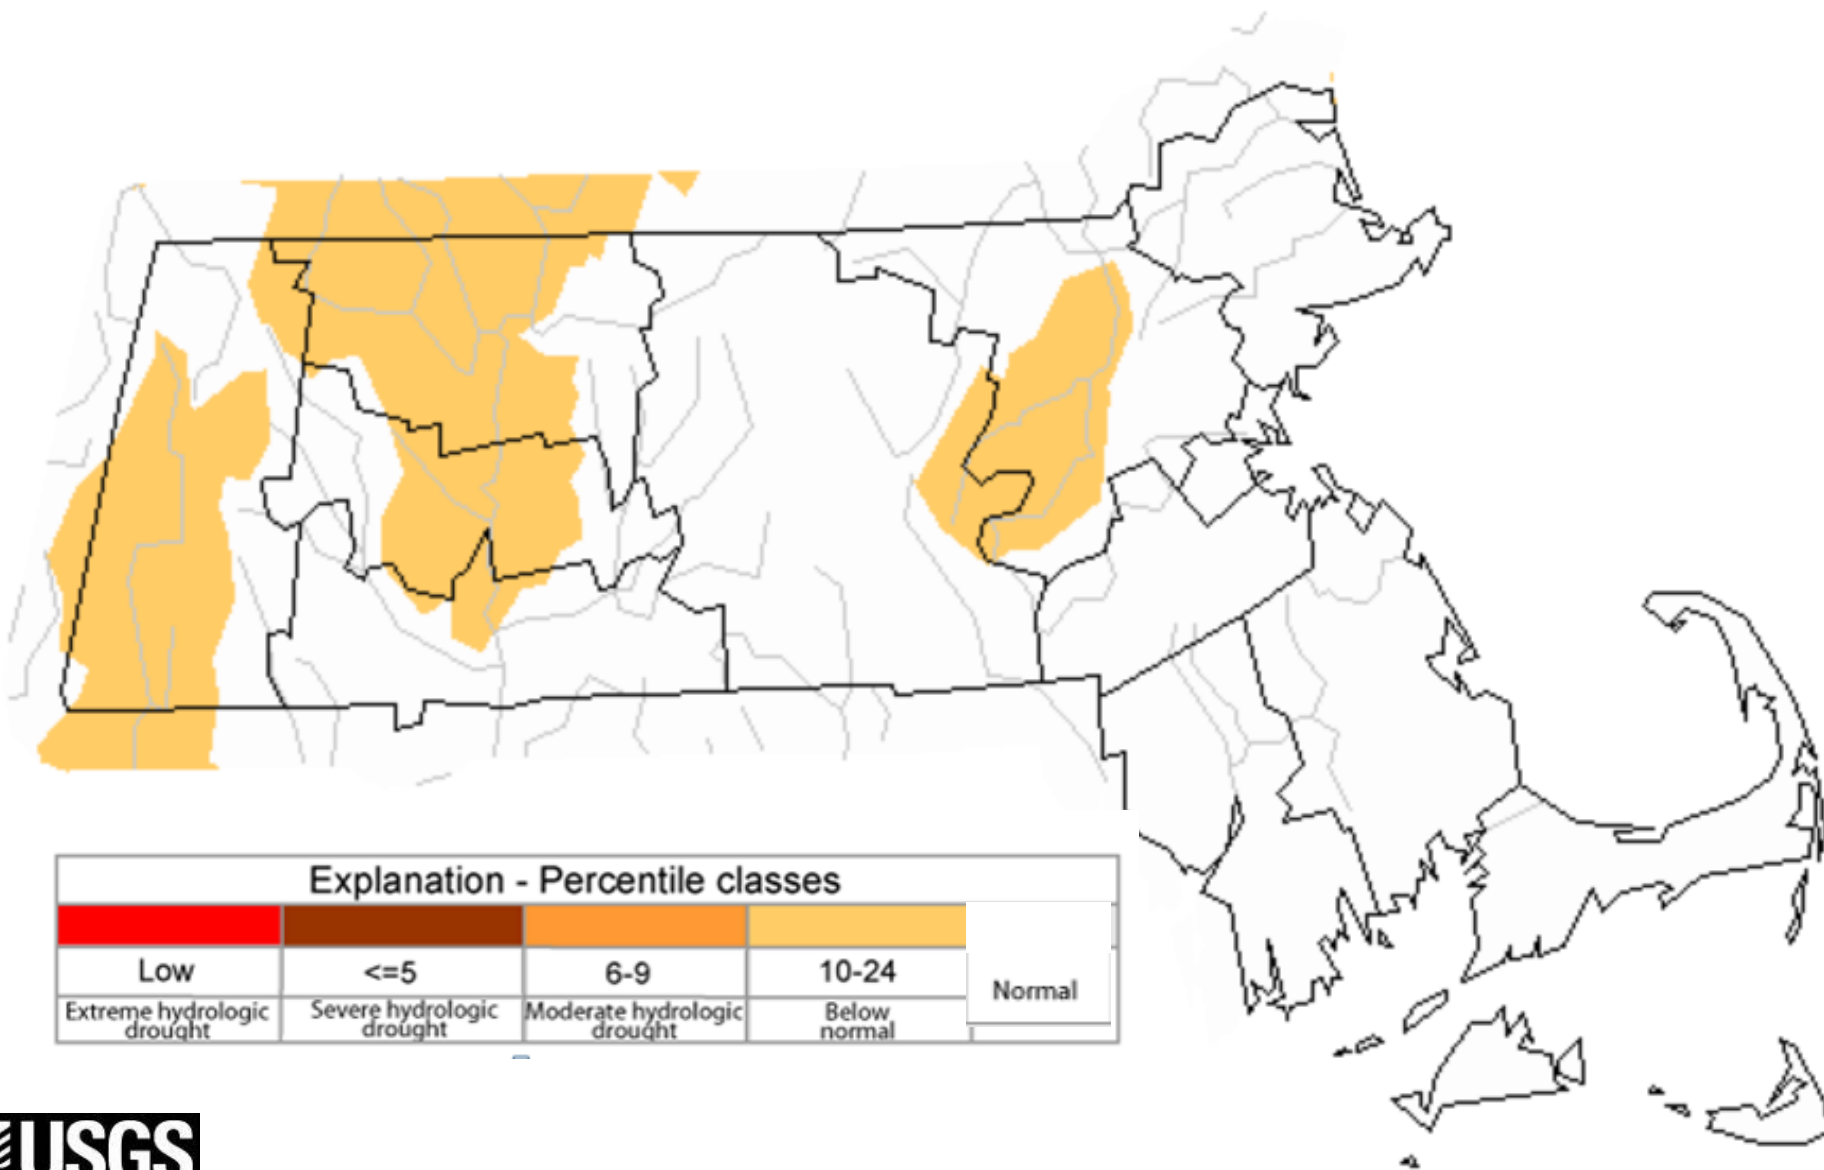 Explanation - Percentile classes
Low <=5 6-9 10-24 Normal
Extreme hydrologic drought
Severe hydrologic drought
Moderate hydrologic drought
Below normal
USGS